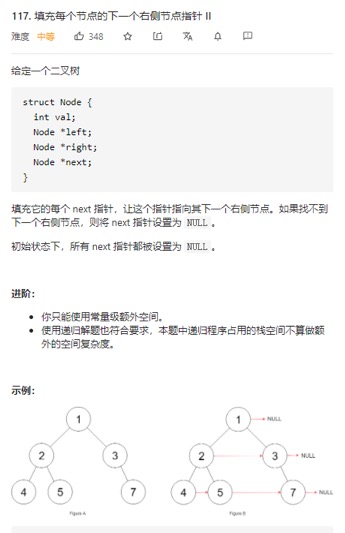 117. 填充每个节点的下一个右侧节点指针 II
难度 中等 348
给定一个二叉树
struct Node {
int val;
Node *left;
Node *right;
Node *next;
}
填充它的每个 next 指针，让这个指针指向其下一个右侧节点。如果找不到
下一个右侧节点，则将 next 指针设置为 NULL 。
初始状态下，所有 next 指针都被设置为 NULL 。
进阶：
• 你只能使用常量级额外空间。
• 使用递归解题也符合要求，本题中递归程序占用的栈空间不算做额
外的空间复杂度。
示例：
1 1 NULL
2 3 2 3 NULL
4 5 7 4 5 7 NULL
Figure A Figure B